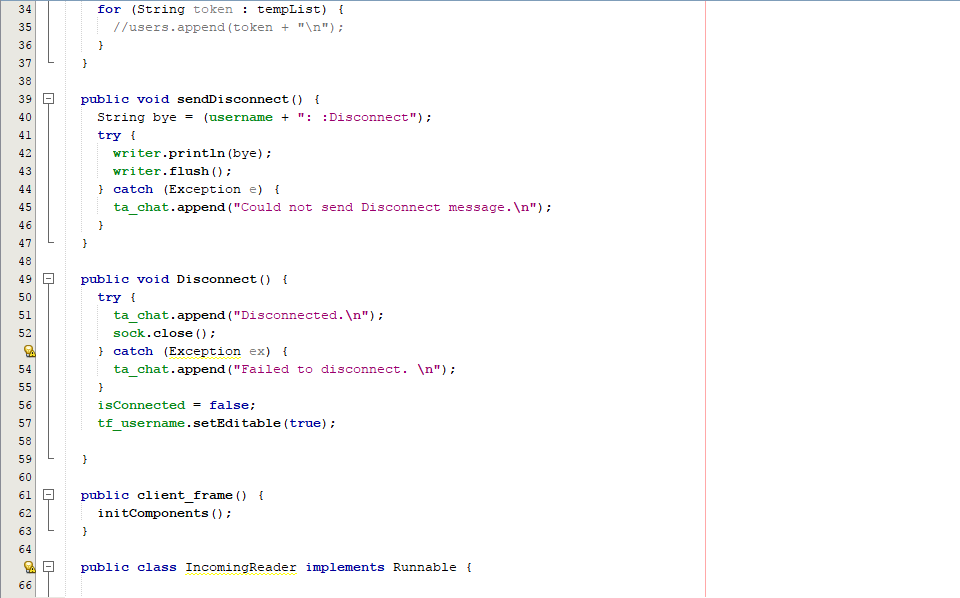 34 for (String token : tempList) {
35 //users.append(token + "\n");
36 }
37 }
38
39 public void sendDisconnect() {
40 String bye = (username + ": :Disconnect");
41 try {
42 writer.println(bye);
43 writer.flush();
44 } catch (Exception e) {
45 ta_chat.append("Could not send Disconnect message.\n");
46 }
47 }
48
49 public void Disconnect() {
50 try {
51 ta_chat.append("Disconnected.\n");
52 sock.close();
} catch (Exception ex) {
54 ta_chat.append("Failed to disconnect. \n");
55 }
56 isConnected = false;
57 tf_username.setEditable(true);
58
59 }
60
61 public client_frame() {
62 initComponents();
63 }
64
public class IncomingReader implements Runnable {
66